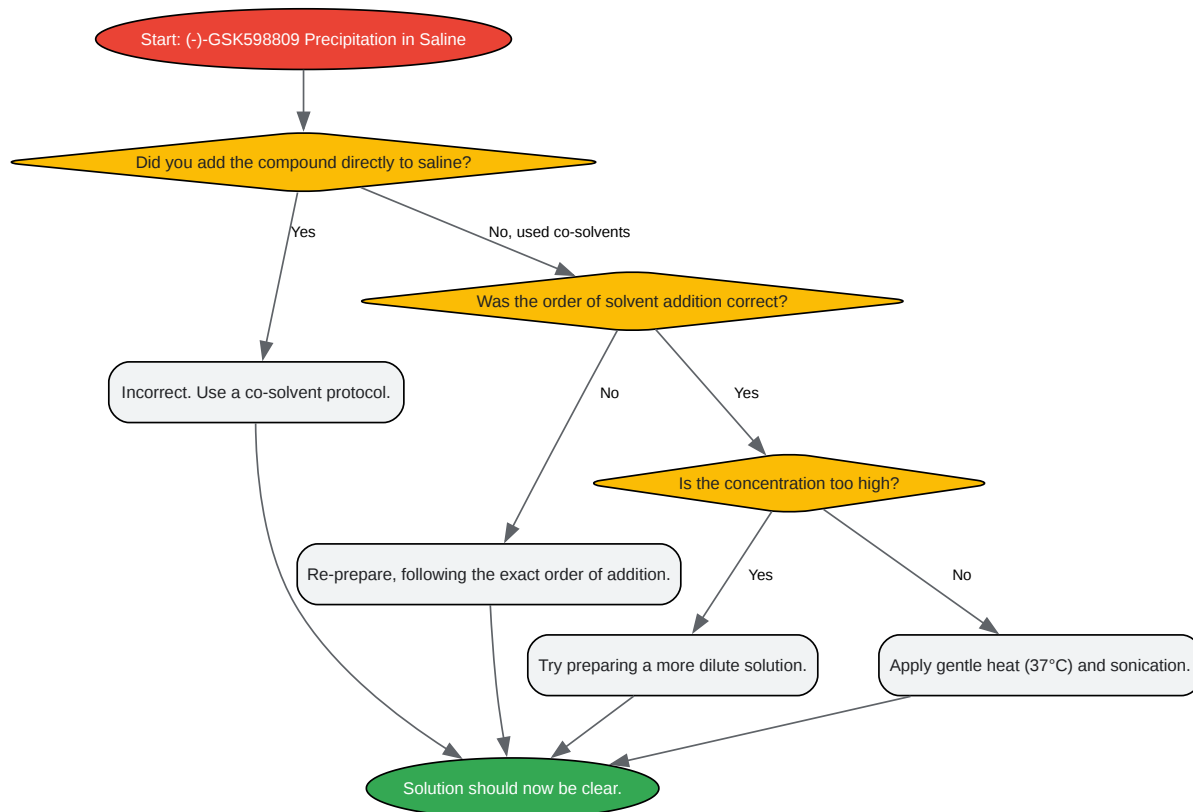 Start: (-)-GSK598809 Precipitation in Saline
Did you add the compound directly to saline?
Yes
No, used co-solvents
Was the order of solvent addition correct?
Incorrect. Use a co-solvent protocol.
No
Yes
Is the concentration too high?
Re-prepare, following the exact order of addition.
Yes
No
Try preparing a more dilute solution.
Apply gentle heat (37°C) and sonication.
Solution should now be clear.